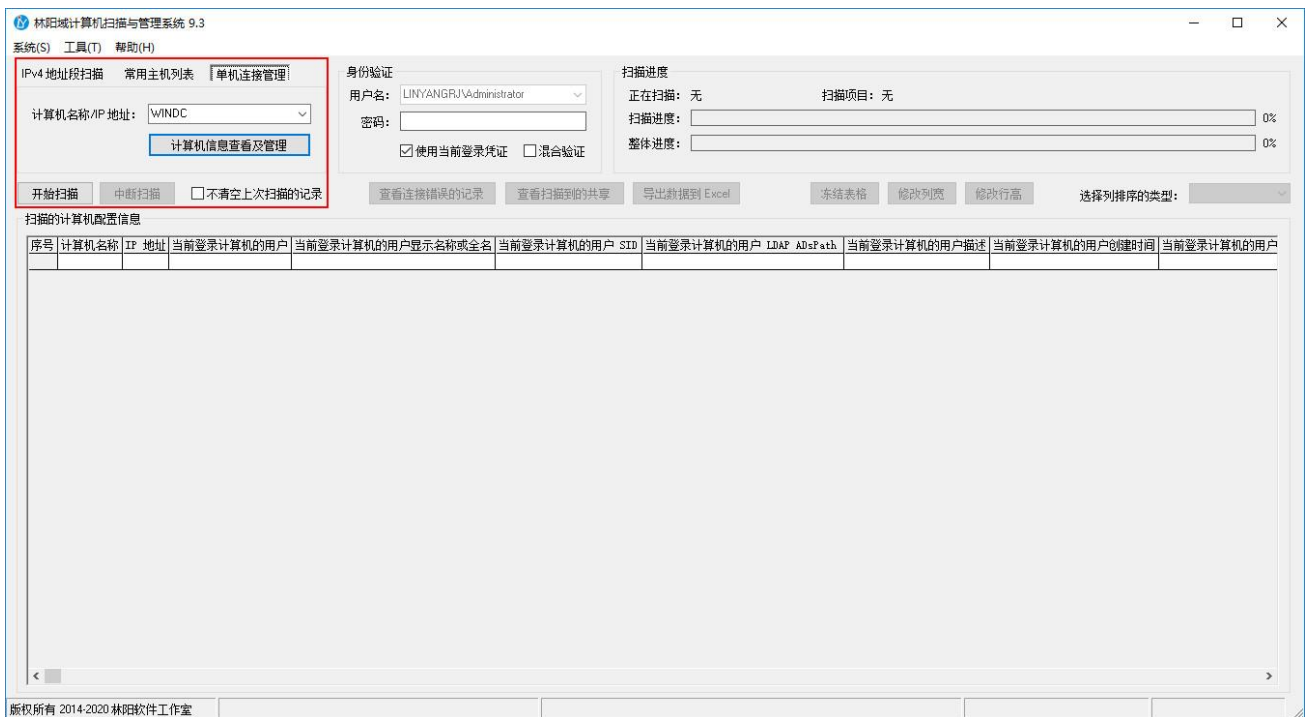 林阳域计算机扫描与管理系统 9.3
系统(S) 工具(T) 帮助(H)
IPv4 地址段扫描 常用主机列表 单机连接管理
计算机名称/IP 地址: WINDC
计算机信息查看及管理
身份验证
用户名: LINYANGRJ\Administrator
密码:
使用当前登录凭证 混合验证
扫描进度
正在扫描: 无 扫描项目: 无
扫描进度: 0%
整体进度: 0%
开始扫描 中断扫描 不清空上次扫描的记录 查看连接错误的记录 查看扫描到的共享 导出数据到 Excel 冻结表格 修改列宽 修改行高 选择列排序的类型:
扫描的计算机配置信息
序号 计算机名称 IP 地址 当前登录计算机的用户 当前登录计算机的用户显示名称或全名 当前登录计算机的用户 SID 当前登录计算机的用户 LDAP ADsPath 当前登录计算机的用户描述 当前登录计算机的用户创建时间 当前登录计算机的用户
版权所有 2014-2020 林阳软件工作室